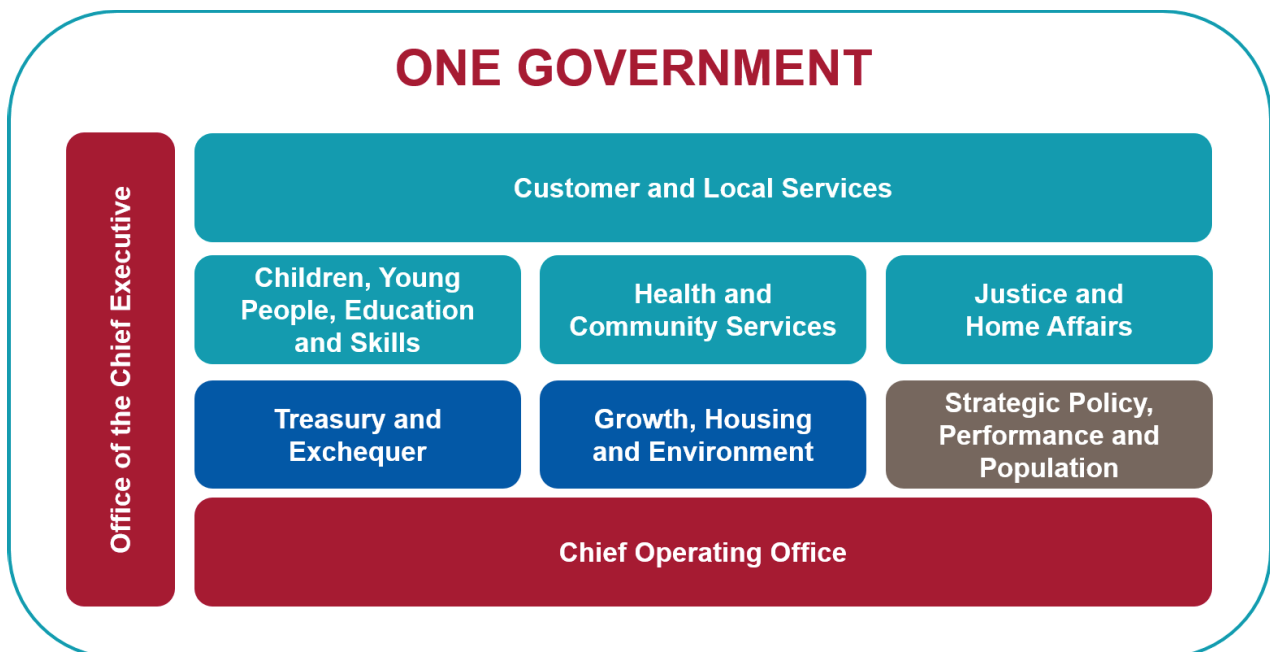 ONE GOVERNMENT
Office of the Chief Executive
Customer and Local Services
Children, Young
People, Education
and Skills
Health and
Community Services
Justice and
Home Affairs
Treasury and
Exchequer
Growth, Housing
and Environment
Strategic Policy,
Performance and
Population
Chief Operating Office